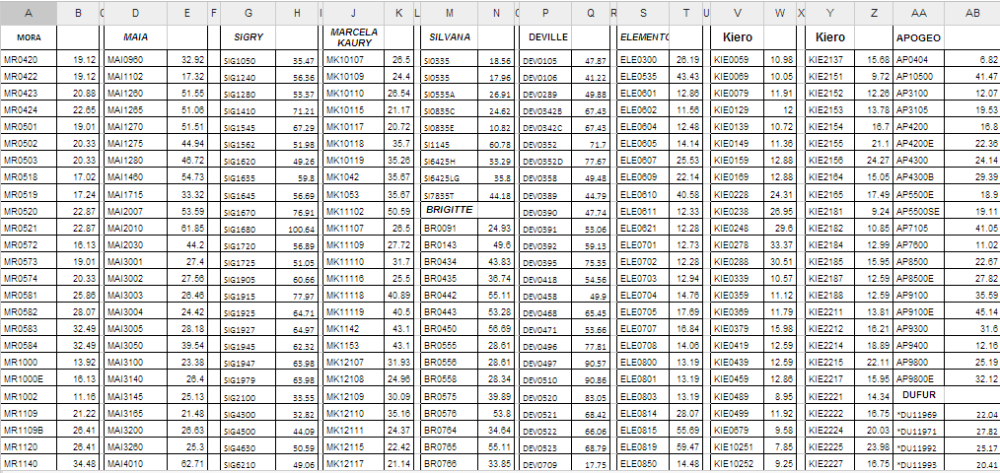 A B C D E F G H I J K L M N O P Q R S T U V W X Y Z AA AB
MORA MAIA SIGRY MARCELA KAURY SILVANA DEVILLE ELEMENTO Kiero Kiero APOGEO
MR0420 19.12 MAI0960 32.92 SIG1050 35.47 MK10107 26.5 SI0335 18.56 DEV0105 47.87 ELE0300 26.19 KIE0059 10.98 KIE2137 15.68 AP0404 6.82
MR0422 19.12 MAI1102 17.32 SIG1240 56.36 MK10109 24.4 SI0535 17.96 DEV0106 41.22 ELE0535 43.43 KIE0069 10.05 KIE2151 9.72 AP10500 41.47
MR0423 20.88 MAI1260 51.55 SIG1280 53.37 MK10110 26.54 SI0535A 26.91 DEV0289 49.88 ELE0601 12.86 KIE0079 11.91 KIE2152 12.26 AP3100 12.07
MR0424 22.65 MAI1265 51.06 SIG1410 71.21 MK10115 21.17 SI0835C 24.62 DEV0342B 67.43 ELE0602 11.56 KIE0129 12 KIE2153 13.78 AP3105 19.53
MR0501 19.01 MAI1270 51.51 SIG1545 67.29 MK10117 20.72 SI0835E 10.82 DEV0342C 67.43 ELE0604 12.48 KIE0139 10.72 KIE2154 16.7 AP4200 16.8
MR0502 20.33 MAI1275 44.94 SIG1562 51.98 MK10118 35.7 SI1145 60.78 DEV0352 71.7 ELE0605 14.14 KIE0149 11.36 KIE2155 21.1 AP4200E 22.36
MR0503 20.33 MAI1280 46.72 SIG1620 49.26 MK10119 35.26 SI6425H 33.29 DEV0352D 77.67 ELE0607 25.53 KIE0159 12.88 KIE2156 24.27 AP4300 24.14
MR0518 17.02 MAI1460 54.73 SIG1635 59.8 MK1042 35.67 SI6425LG 35.8 DEV0358 49.48 ELE0609 22.14 KIE0169 12.88 KIE2164 15.05 AP4300B 29.39
MR0519 17.24 MAI1715 33.32 SIG1645 56.69 MK1053 35.67 SI7835T 44.18 DEV0389 44.79 ELE0610 40.58 KIE0228 24.31 KIE2165 17.49 AP5500E 18.9
MR0520 22.87 MAI2007 53.59 SIG1670 76.91 MK11102 50.59 BRIGITTE DEV0390 47.74 ELE0611 12.33 KIE0238 26.95 KIE2181 9.24 AP5500SE 19.11
MR0521 22.87 MAI2010 61.85 SIG1680 100.64 MK11107 26.5 BR0091 24.93 DEV0391 53.06 ELE0621 12.28 KIE0248 29.6 KIE2182 10.85 AP7105 41.05
MR0572 16.13 MAI2030 44.2 SIG1720 56.89 MK11109 27.72 BR0143 49.6 DEV0392 59.13 ELE0701 12.73 KIE0278 33.37 KIE2184 12.99 AP7600 11.02
MR0573 19.01 MAI3001 27.4 SIG1725 51.05 MK11110 31.7 BR0434 43.83 DEV0395 75.35 ELE0702 12.28 KIE0288 30.51 KIE2185 15.95 AP8500 22.67
MR0574 20.33 MAI3002 27.56 SIG1905 60.66 MK11116 25.5 BR0435 36.74 DEV0418 54.56 ELE0703 12.94 KIE0339 10.57 KIE2187 12.59 AP8500E 27.82
MR0581 25.86 MAI3003 26.46 SIG1915 77.97 MK11118 40.89 BR0442 55.11 DEV0458 49.9 ELE0704 14.76 KIE0359 11.12 KIE2188 12.59 AP9100 35.59
MR0582 28.07 MAI3004 24.42 SIG1925 64.71 MK11119 40.5 BR0443 53.28 DEV0468 65.45 ELE0705 17.69 KIE0369 11.79 KIE2211 13.81 AP9100E 45.14
MR0583 32.49 MAI3005 28.18 SIG1927 64.97 MK1142 43.1 BR0450 56.69 DEV0471 53.66 ELE0707 16.84 KIE0379 15.98 KIE2212 16.21 AP9300 31.6
MR0584 32.49 MAI3050 39.54 SIG1945 62.32 MK1153 43.1 BR0555 28.61 DEV0496 77.81 ELE0708 14.06 KIE0419 12.59 KIE2214 18.89 AP9400 12.16
MR1000 13.92 MAI3100 23.38 SIG1947 63.98 MK12107 31.93 BR0556 28.61 DEV0497 90.57 ELE0800 13.19 KIE0439 12.59 KIE2215 22.11 AP9800 25.19
MR1000E 16.13 MAI3140 26.4 SIG1979 63.98 MK12108 24.96 BR0558 28.34 DEV0510 90.86 ELE0801 13.19 KIE0459 12.86 KIE2217 15.95 AP9800E 32.12
MR1002 11.16 MAI3145 25.13 SIG2100 33.55 MK12109 30.09 BR0575 39.89 DEV0520 83.05 ELE0803 13.19 KIE0489 8.95 KIE2221 14.34 DUFUR
MR1109 21.22 MAI3165 21.48 SIG4300 32.82 MK12110 35.16 BR0576 53.8 DEV0521 68.42 ELE0814 28.07 KIE0499 11.92 KIE2222 16.75 *DU11969 22.04
MR1109B 26.41 MAI3200 26.63 SIG4500 44.09 MK12111 24.37 BR0764 34.64 DEV0522 66.06 ELE0815 55.69 KIE0679 9.58 KIE2224 20.03 *DU11971 27.82
MR1120 26.41 MAI3260 25.3 SIG4630 50.59 MK12115 22.42 BR0765 55.11 DEV0523 68.79 ELE0819 59.47 KIE10251 7.85 KIE2225 23.98 *DU11992 25.17
MR1140 34.48 MAI4010 62.71 SIG6210 49.06 MK12117 21.14 BR0766 33.85 DEV0709 17.75 ELE0850 14.48 KIE10252 9.25 KIE2227 16.75 *DU11993 20.41